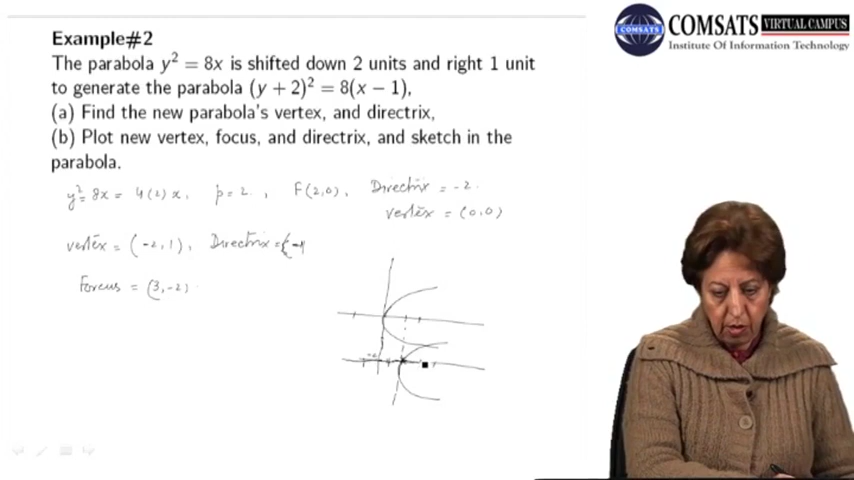 COMSATS VIRTUAL CAMPUS
Institute Of Information Technology
COMSATS
Example#2
The parabola y² = 8x is shifted down 2 units and right 1 unit
to generate the parabola (y + 2)² = 8(x − 1),
(a) Find the new parabola's vertex, and directrix,
(b) Plot new vertex, focus, and directrix, and sketch in the
parabola.
y² = 8x = 4(2)x, p = 2, F(2,0), Directrix = -2.
vertex = (0,0)
vertex = (-2,1), Directrix =
Forcus = (3,-2).